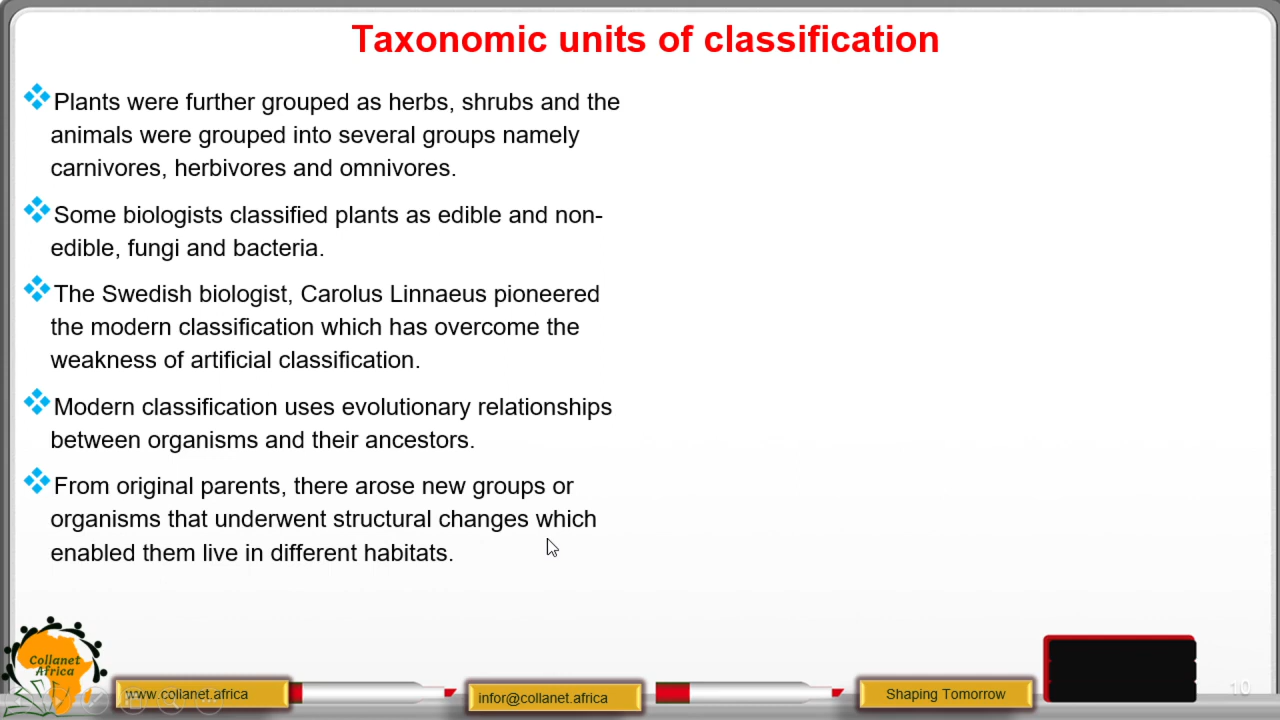 Taxonomic units of classification
Plants were further grouped as herbs, shrubs and the
animals were grouped into several groups namely
carnivores, herbivores and omnivores.
Some biologists classified plants as edible and non-
edible, fungi and bacteria.
The Swedish biologist, Carolus Linnaeus pioneered
the modern classification which has overcome the
weakness of artificial classification.
Modern classification uses evolutionary relationships
between organisms and their ancestors.
From original parents, there arose new groups or
organisms that underwent structural changes which
enabled them live in different habitats.
Collanet
Africa
www.collanet.africa
infor@collanet.africa
Shaping Tomorrow
10